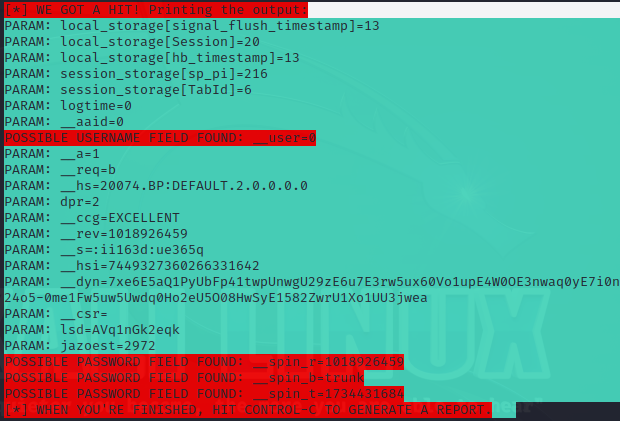 [*] WE GOT A HIT! Printing the output:
PARAM: local_storage[signal_flush_timestamp]=13
PARAM: local_storage[Session]=20
PARAM: local_storage[hb_timestamp]=13
PARAM: session_storage[sp_pi]=216
PARAM: session_storage[TabId]=6
PARAM: logtime=0
PARAM: __aaid=0
POSSIBLE USERNAME FIELD FOUND: __user=0
PARAM: __a=1
PARAM: __req=b
PARAM: __hs=20074.BP:DEFAULT.2.0.0.0.0
PARAM: dpr=2
PARAM: __ccg=EXCELLENT
PARAM: __rev=1018926459
PARAM: __s=:ii163d:ue365q
PARAM: __hsi=7449327360266331642
PARAM: __dyn=7xe6E5aQ1PyUbFp41twpUnwgU29zE6u7E3rw5ux60Vo1upE4W0OE3nwaq0yE7i0n
24o5-0me1Fw5uw5Uwdq0Ho2eU5O08HwSyE1582ZwrU1Xo1UU3jwea
PARAM: __csr=
PARAM: lsd=AVq1nGk2eqk
PARAM: jazoest=2972
POSSIBLE PASSWORD FIELD FOUND: __spin_r=1018926459
POSSIBLE PASSWORD FIELD FOUND: __spin_b=trunk
POSSIBLE PASSWORD FIELD FOUND: __spin_t=1734431684
[*] WHEN YOU'RE FINISHED, HIT CONTROL-C TO GENERATE A REPORT.